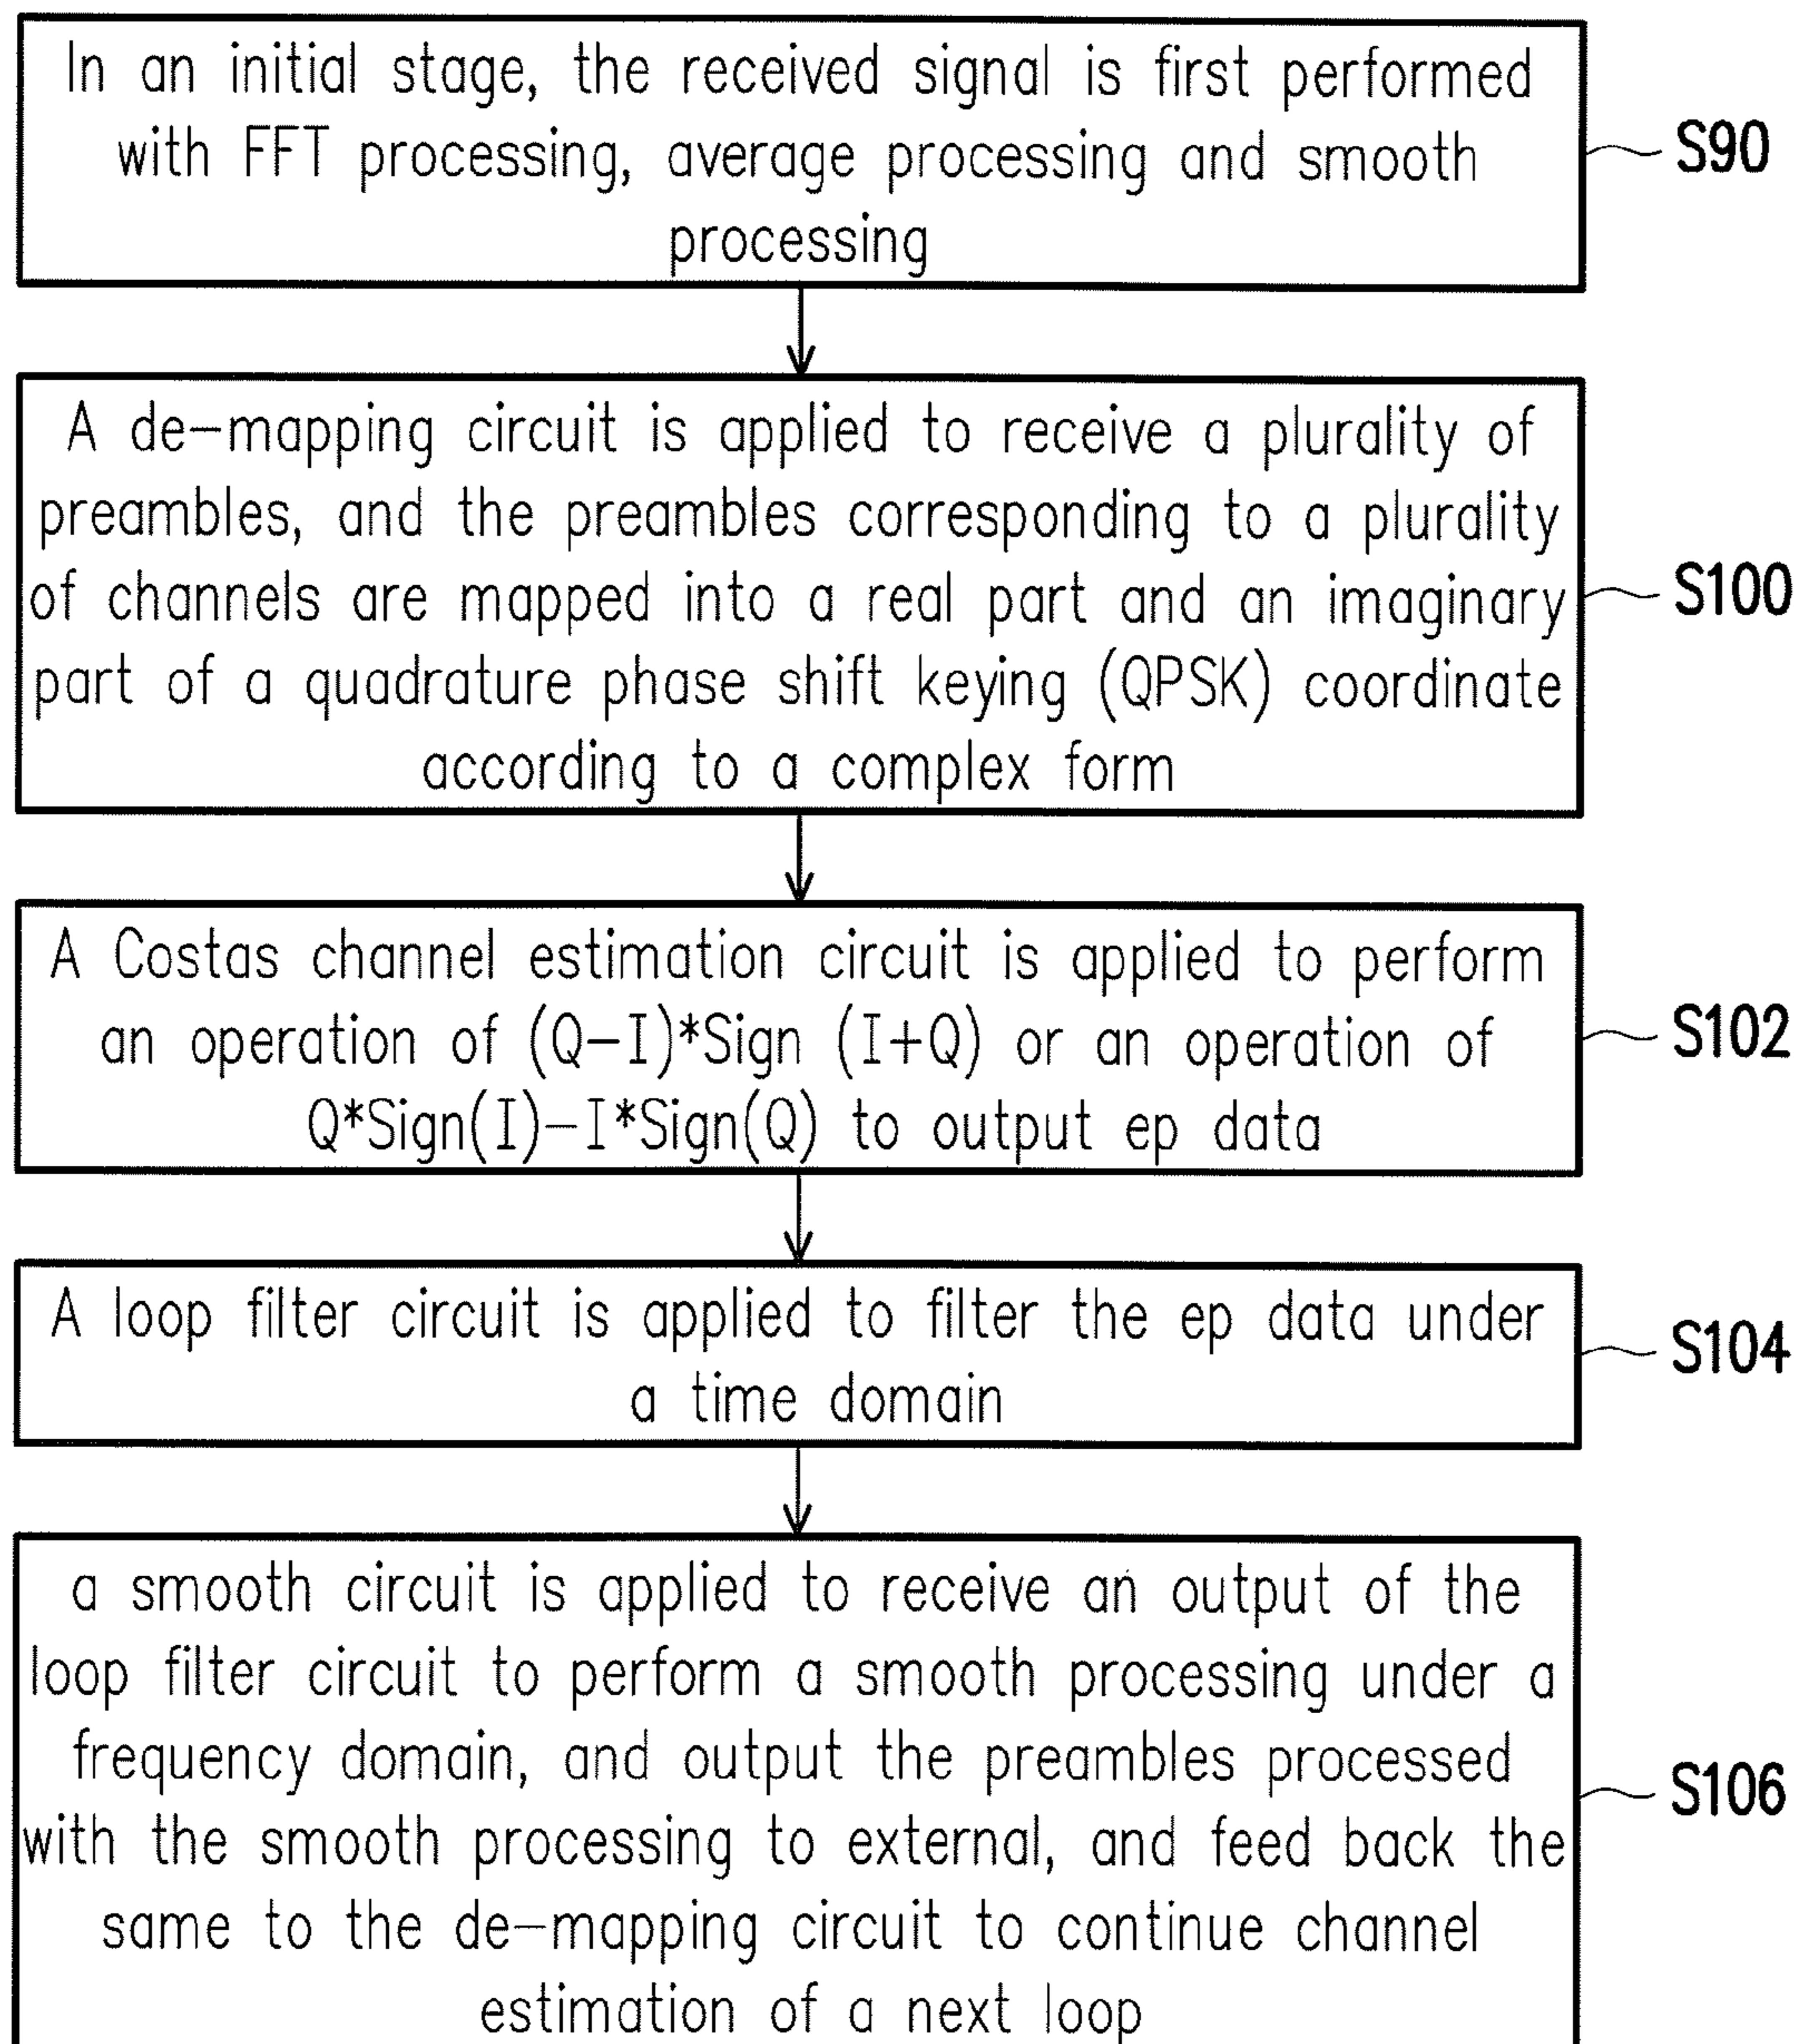 In an initial stage, the received signal is first performed
with FFT processing, average processing and smooth
processing
S90
A de-mapping circuit is applied to receive a plurality of
preambles, and the preambles corresponding to a plurality
of channels are mapped into a real part and an imaginary
part of a quadrature phase shift keying (QPSK) coordinate
according to a complex form
S100
A Costas channel estimation circuit is applied to perform
an operation of (Q-I)*Sign (I+Q) or an operation of
Q*Sign(I)-I*Sign(Q) to output ep data
S102
A loop filter circuit is applied to filter the ep data under
a time domain
S104
a smooth circuit is applied to receive an output of the
loop filter circuit to perform a smooth processing under a
frequency domain, and output the preambles processed
with the smooth processing to external, and feed back the
same to the de-mapping circuit to continue channel
estimation of a next loop
S106